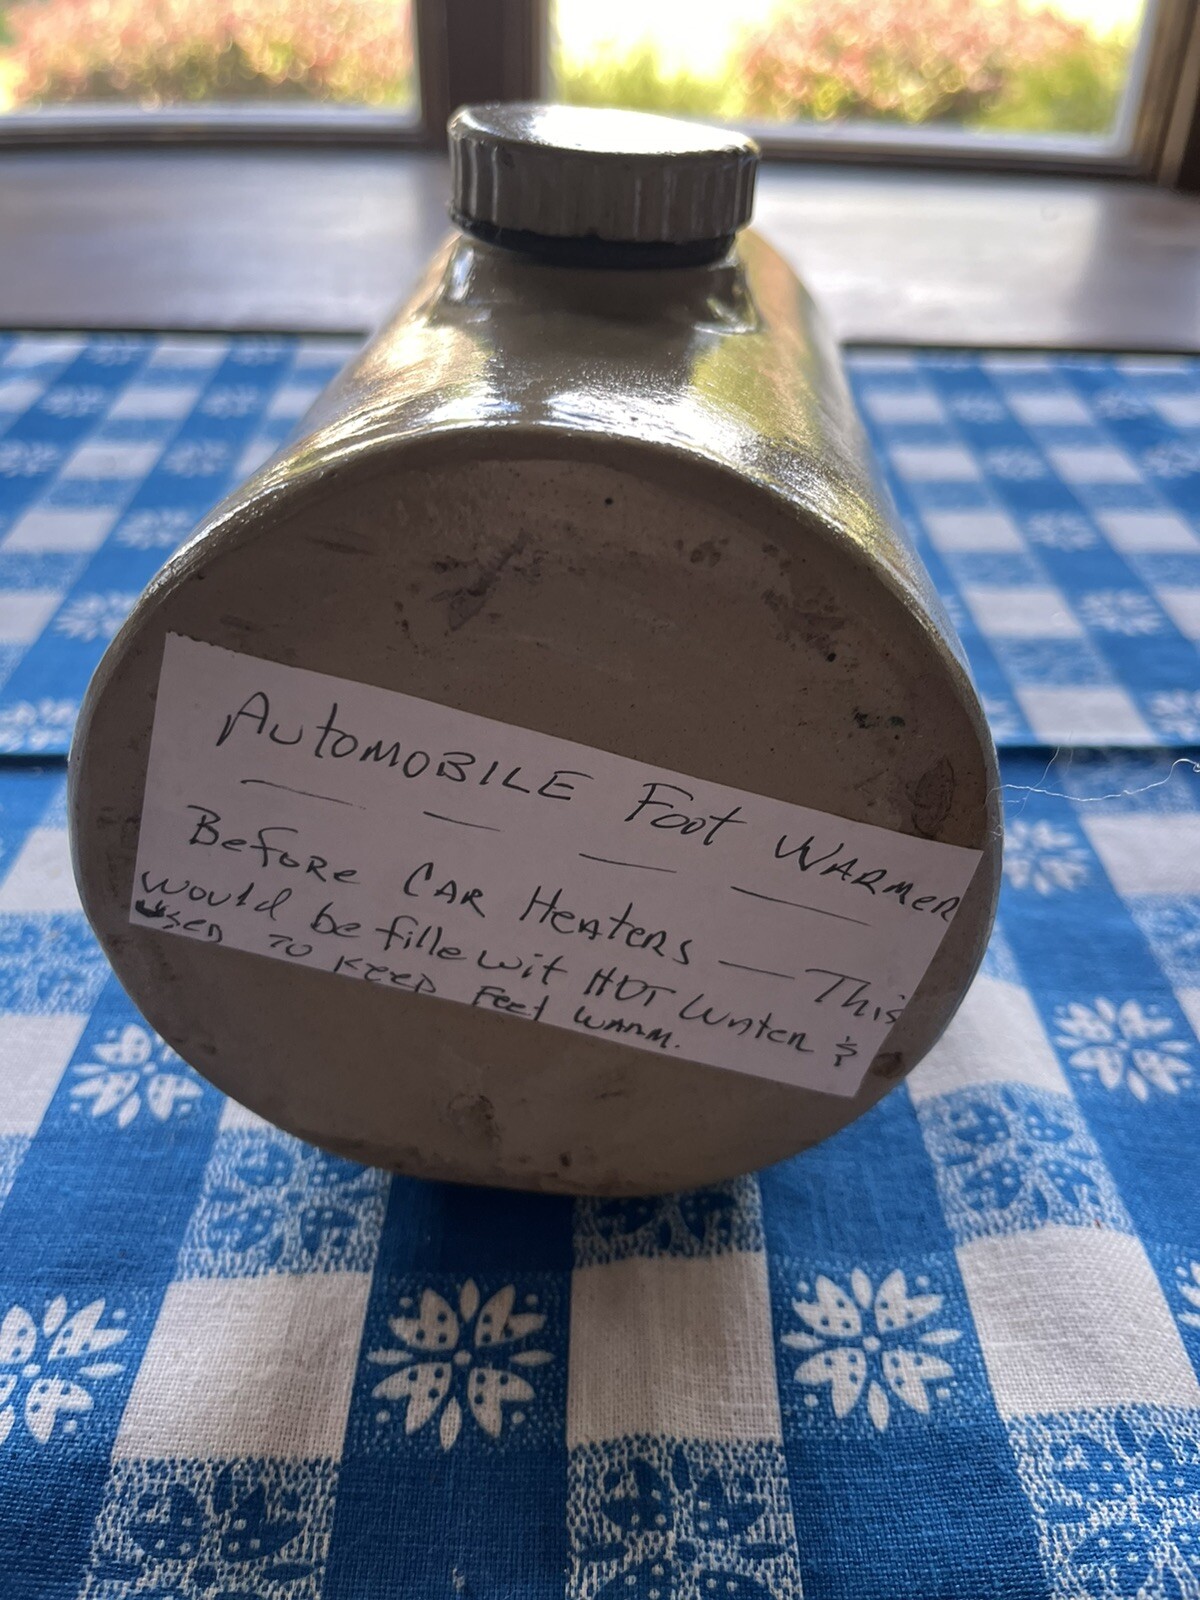 AUTOMOBILE Foot WARMER
BeFoRe CAR HeATeRS — This
would be fille wit HOT Water &
USED TO KEEP Feet WARM.